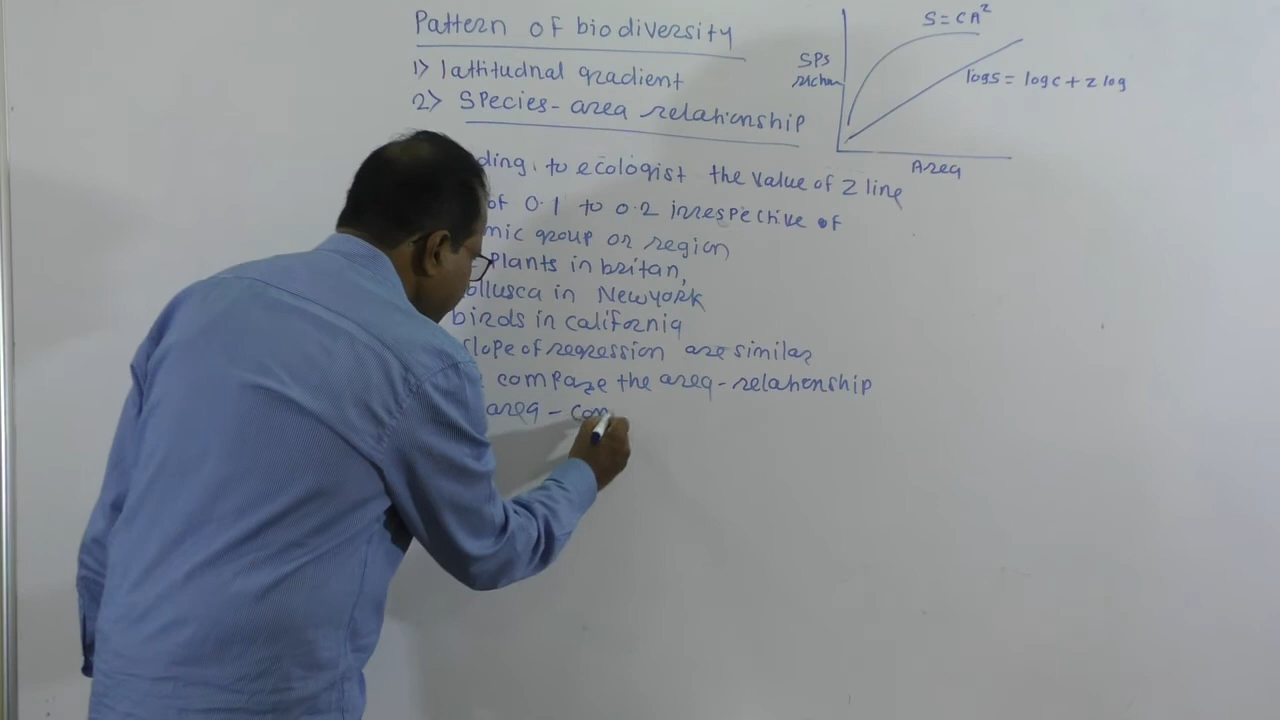 Pattern of biodiversity
1) lattitudnal gradient
2) Species-area relationship
S = CA²
SPs
logs = logc + z log
Area
ding to ecologist the value of Z line
of 0.1 to 0.2 irrespective of
mic group or region
Plants in britan,
ollusca in Newyork
birds in california
slope of regression are similar
compare the area-relationship
area - con